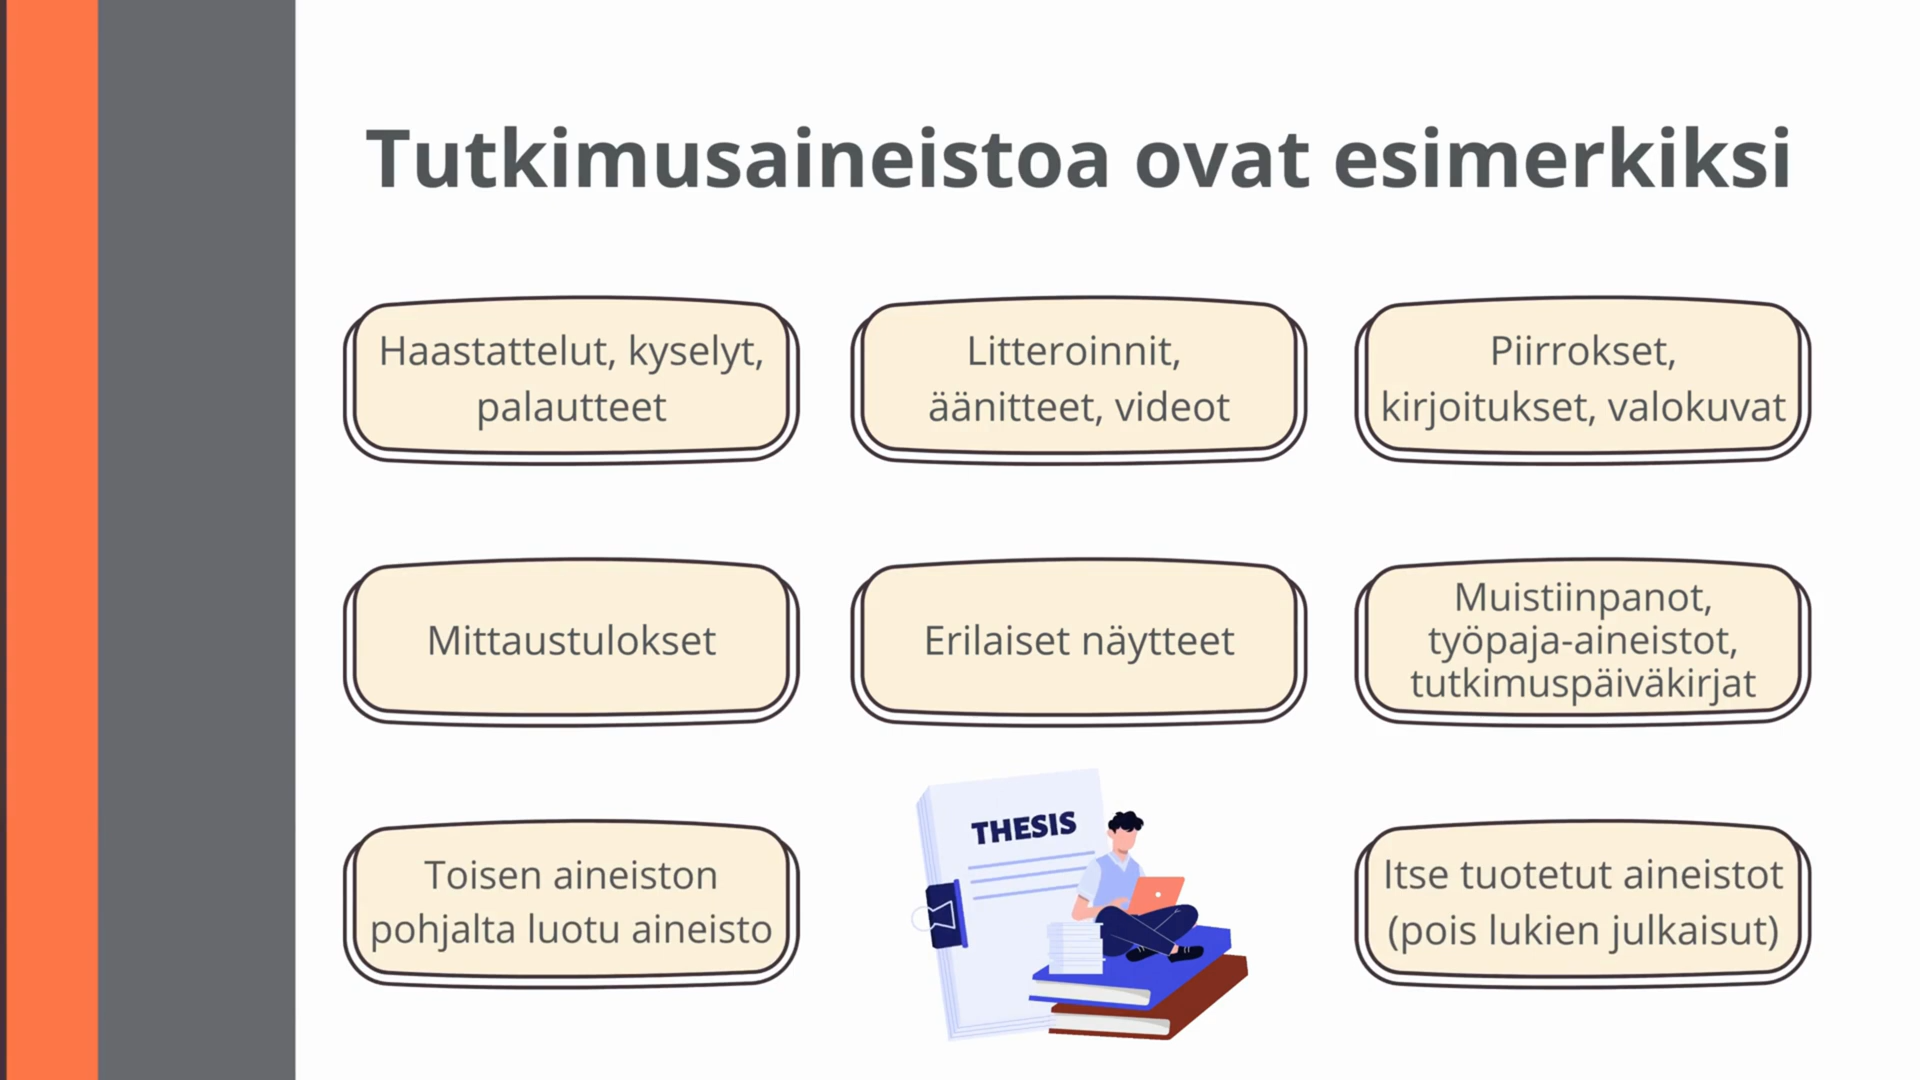 Tutkimusaineistoa ovat esimerkiksi
Haastattelut, kyselyt,
palautteet
Litteroinnit,
äänitteet, videot
Piirrokset,
kirjoitukset, valokuvat
Mittaustulokset
Erilaiset näytteet
Muistiinpanot,
työpaja-aineistot,
tutkimuspäiväkirjat
Toisen aineiston
pohjalta luotu aineisto
THESIS
Itse tuotetut aineistot
(pois lukien julkaisut)